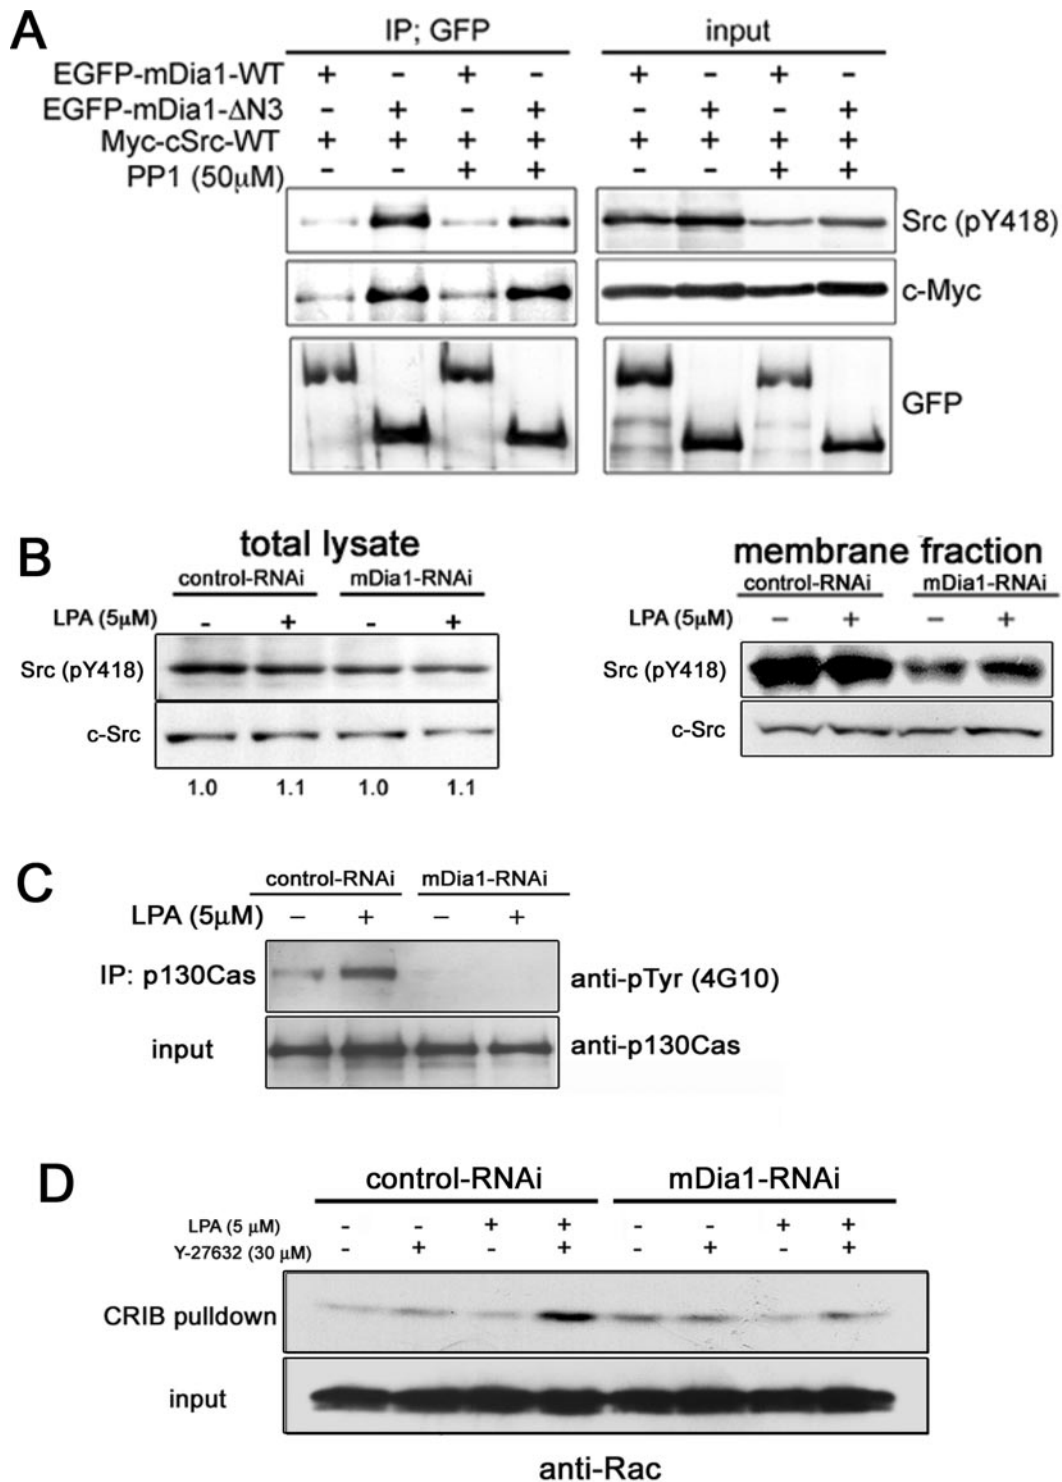 A
IP; GFP input
EGFP-mDia1-WT + - + - + - + -
EGFP-mDia1-ΔN3 - + - + - + - +
Myc-cSrc-WT + + + + + + + +
PP1 (50μM) - - + + - - + +
Src (pY418)
c-Myc
GFP
B
total lysate
control-RNAi mDia1-RNAi
LPA (5μM) - + - +
Src (pY418)
c-Src
1.0 1.1 1.0 1.1
membrane fraction
control-RNAi mDia1-RNAi
LPA (5μM) - + - +
Src (pY418)
c-Src
C
control-RNAi mDia1-RNAi
LPA (5μM) - + - +
IP: p130Cas anti-pTyr (4G10)
input anti-p130Cas
D
control-RNAi mDia1-RNAi
LPA (5 μM) - - + + - - + +
Y-27632 (30 μM) - + - + - + - +
CRIB pulldown
input
anti-Rac